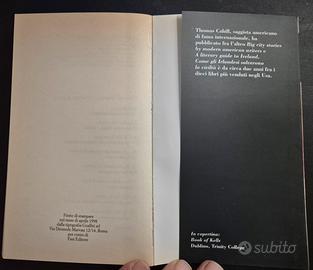 Finito di stampare
nel mese di aprile 1998
dalla tipografia Graffiti srl
Via Demetrio Marvasi 12/14, Roma
per conto di
Fazi Editore
Thomas Cahill, saggista americano
di fama internazionale, ha
pubblicato fra l'altro Big city stories
by modern american writers e
A literary guide to Ireland.
Come gli Irlandesi salvarono
la civiltà è da circa due anni fra i
dieci libri più venduti negli Usa.
In copertina:
Book of Kells
Dublino, Trinity College
subito